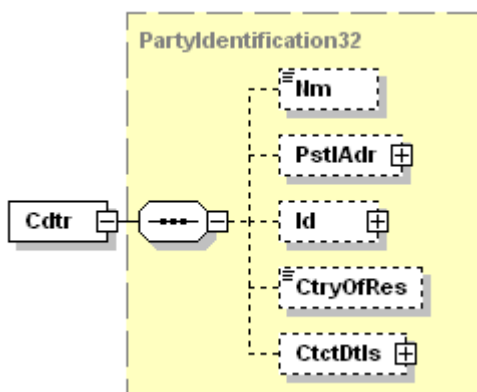 PartyIdentification32
Nm
PstlAdr
Cdtr
Id
CtryOfRes
CtctDtls